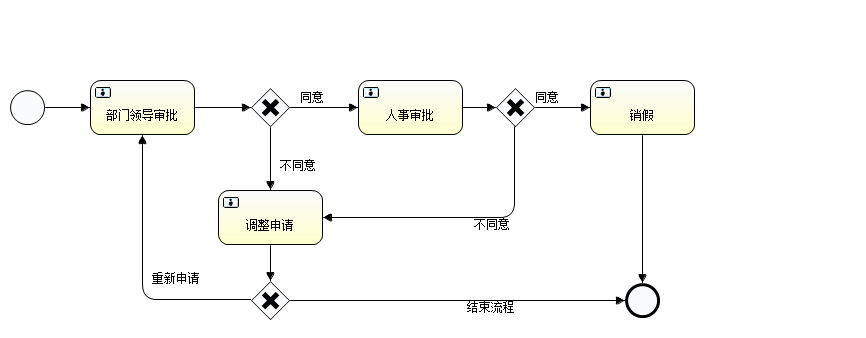 同意
同意
部门领导审批
人事审批
销假
不同意
调整申请
不同意
重新申请
结束流程